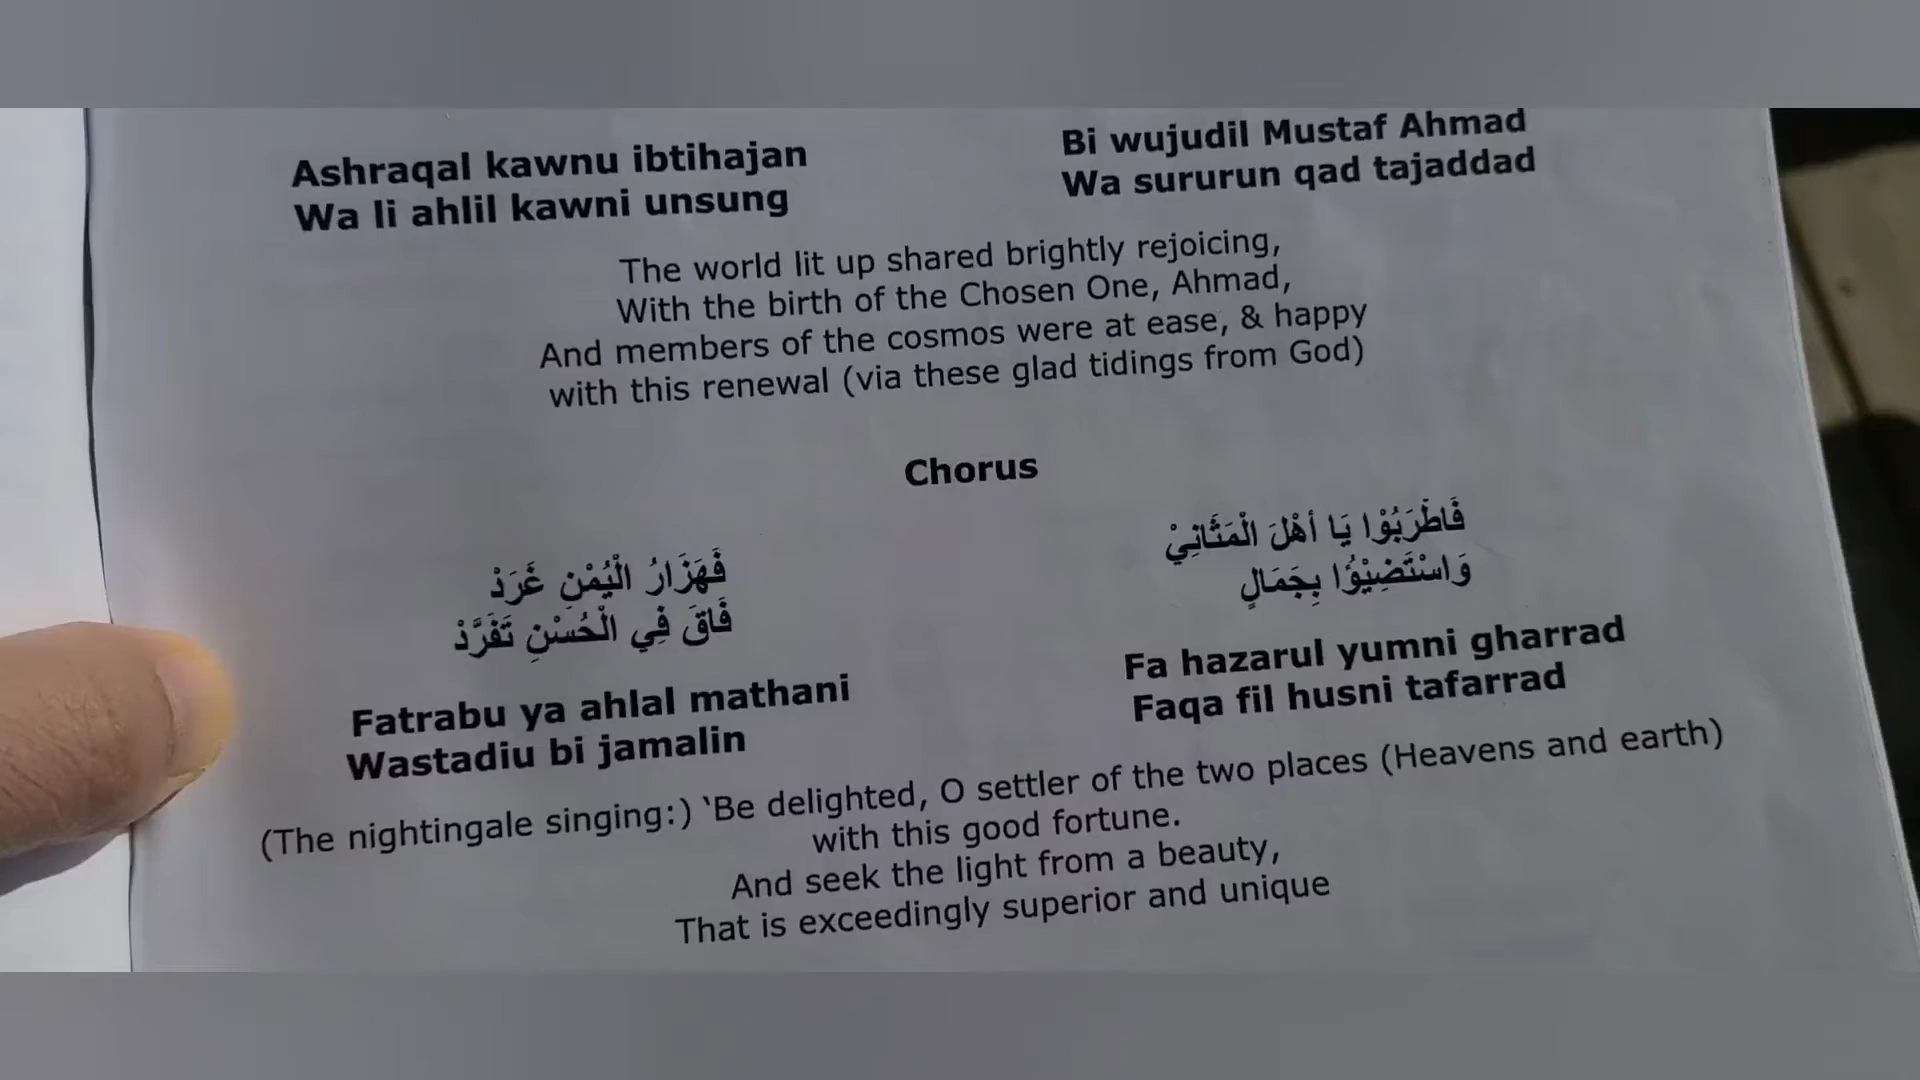 Ashraqal kawnu ibtihajan Bi wujudil Mustaf Ahmad
Wa li ahlil kawni unsung Wa sururun qad tajaddad
The world lit up shared brightly rejoicing,
With the birth of the Chosen One, Ahmad,
And members of the cosmos were at ease, & happy
with this renewal (via these glad tidings from God)
Chorus
فَاطْرَبُوْا يَا أَهْلَ الْمَثَانِيْ فَهَزَارُ الْيُمْنِ غَرَدْ
وَاسْتَضِيْؤُا بِجَمَالٍ فَاقَ فِي الْحُسْنِ تَفَرَّدْ
Fatrabu ya ahlal mathani Fa hazarul yumni gharrad
Wastadiu bi jamalin Faqa fil husni tafarrad
(The nightingale singing:) ‘Be delighted, O settler of the two places (Heavens and earth)
with this good fortune.
And seek the light from a beauty,
That is exceedingly superior and unique